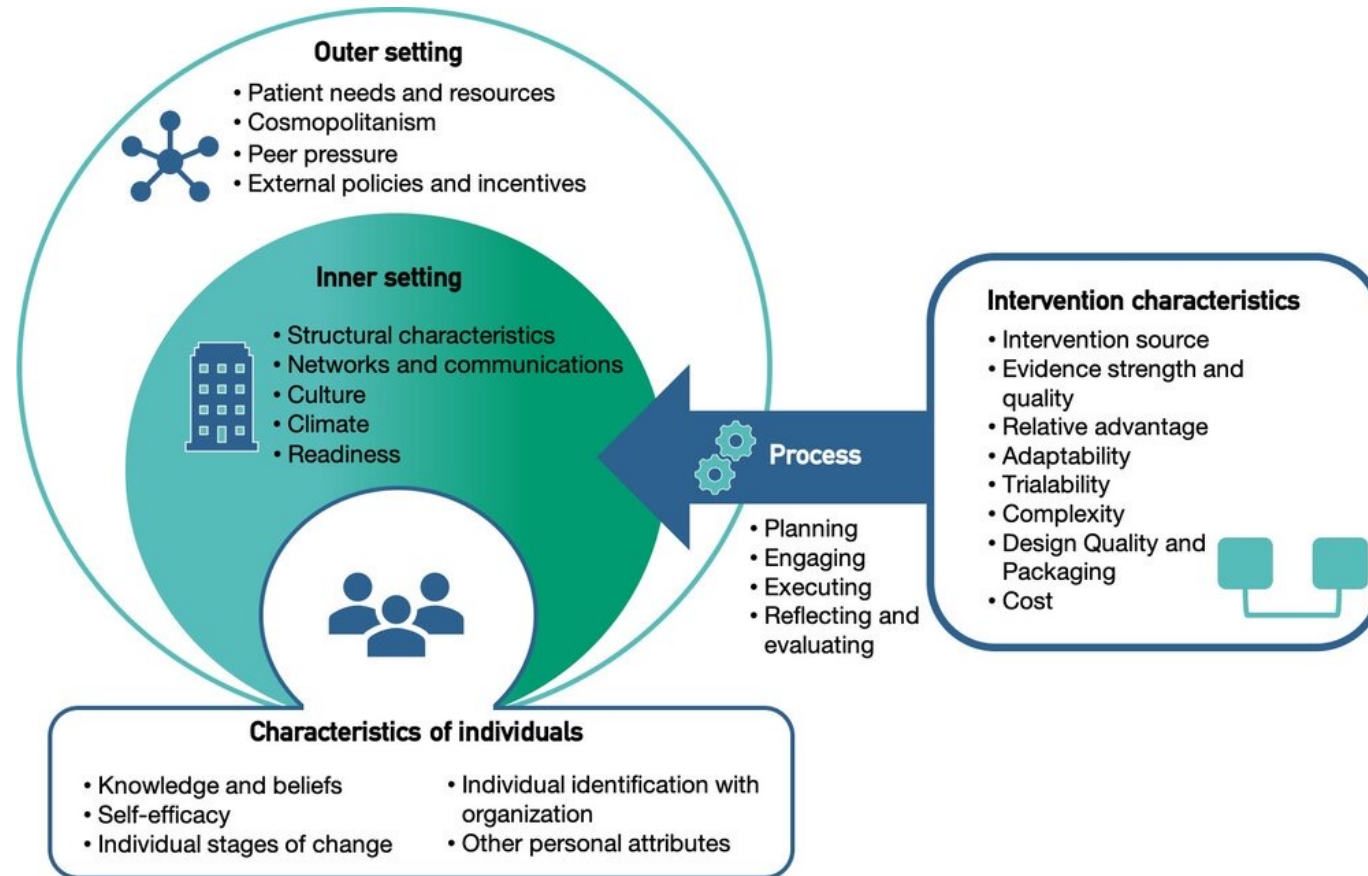 Outer setting
• Patient needs and resources
• Cosmopolitanism
• Peer pressure
• External policies and incentives
Inner setting
• Structural characteristics
• Networks and communications
• Culture
• Climate
• Readiness
Process
• Planning
• Engaging
• Executing
• Reflecting and
evaluating
Intervention characteristics
• Intervention source
• Evidence strength and
quality
• Relative advantage
• Adaptability
• Trialability
• Complexity
• Design Quality and
Packaging
• Cost
Characteristics of individuals
• Knowledge and beliefs
• Self-efficacy
• Individual stages of change
• Individual identification with
organization
• Other personal attributes